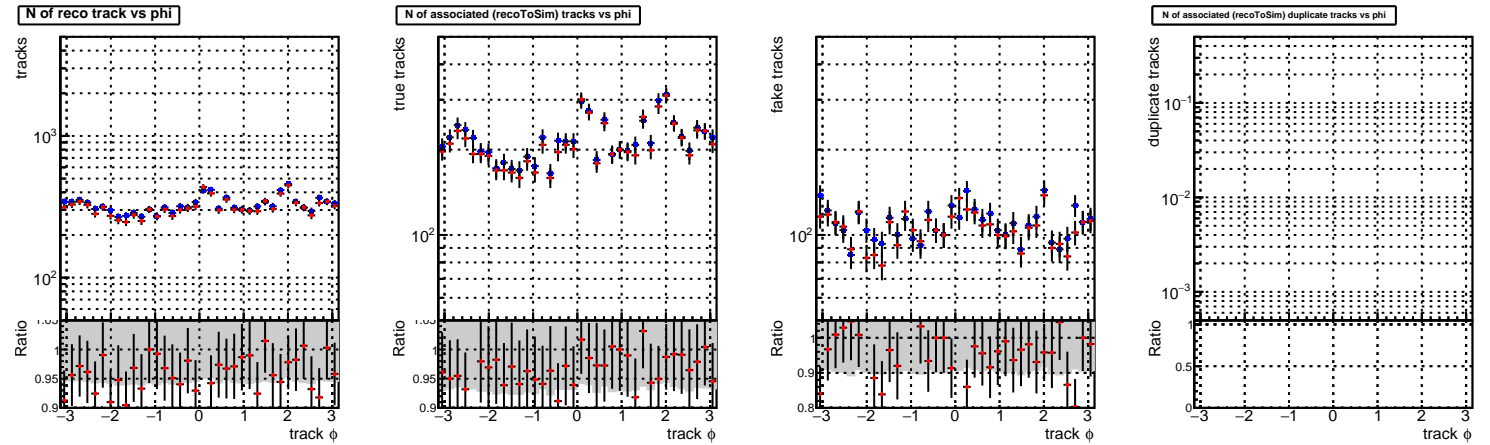 N of reco track vs phi
tracks
10³
10²
Ratio
1.05
1
0.95
0.9
−3 −2 −1 0 1 2 3
track ϕ
N of associated (recoToSim) tracks vs phi
true tracks
10²
Ratio
1.05
1
0.95
0.9
−3 −2 −1 0 1 2 3
track ϕ
fake tracks
10²
Ratio
1
0.9
0.8
−3 −2 −1 0 1 2 3
track ϕ
N of associated (recoToSim) duplicate tracks vs phi
duplicate tracks
10⁻¹
10⁻²
10⁻³
Ratio
1
0.5
0
−3 −2 −1 0 1 2 3
track ϕ